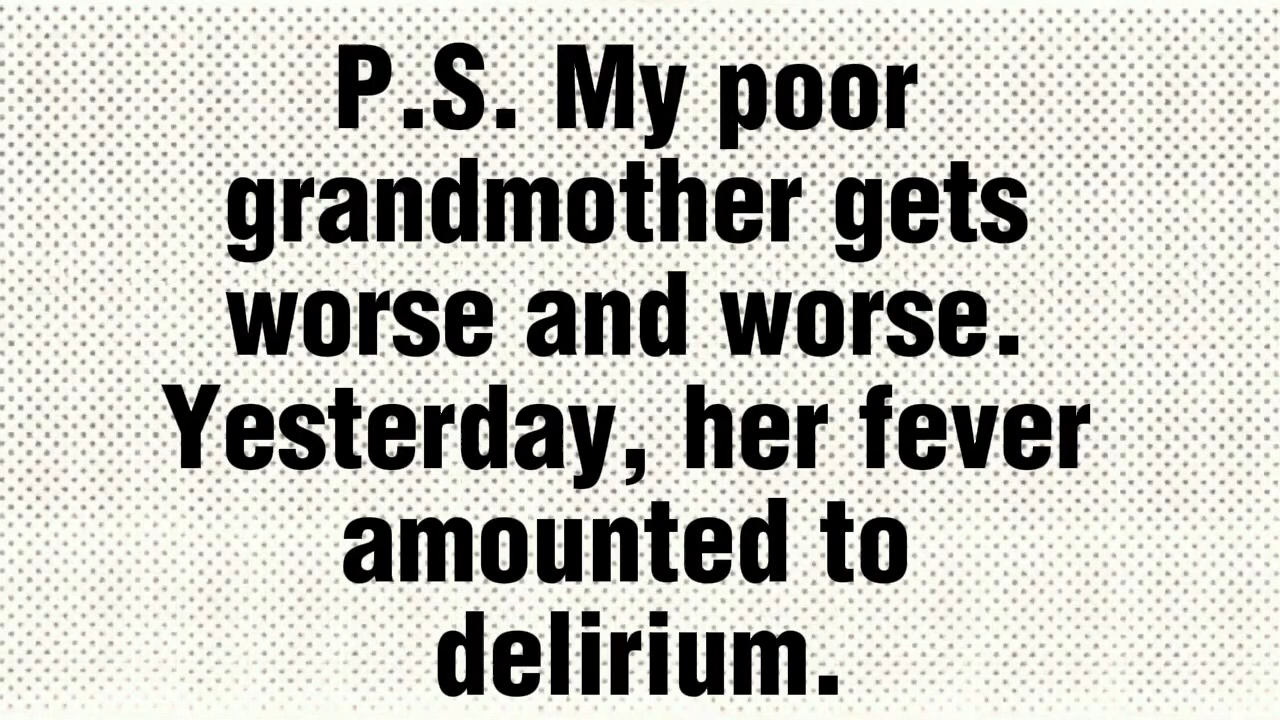 P.S. My poor
grandmother gets
worse and worse.
Yesterday, her fever
amounted to
delirium.